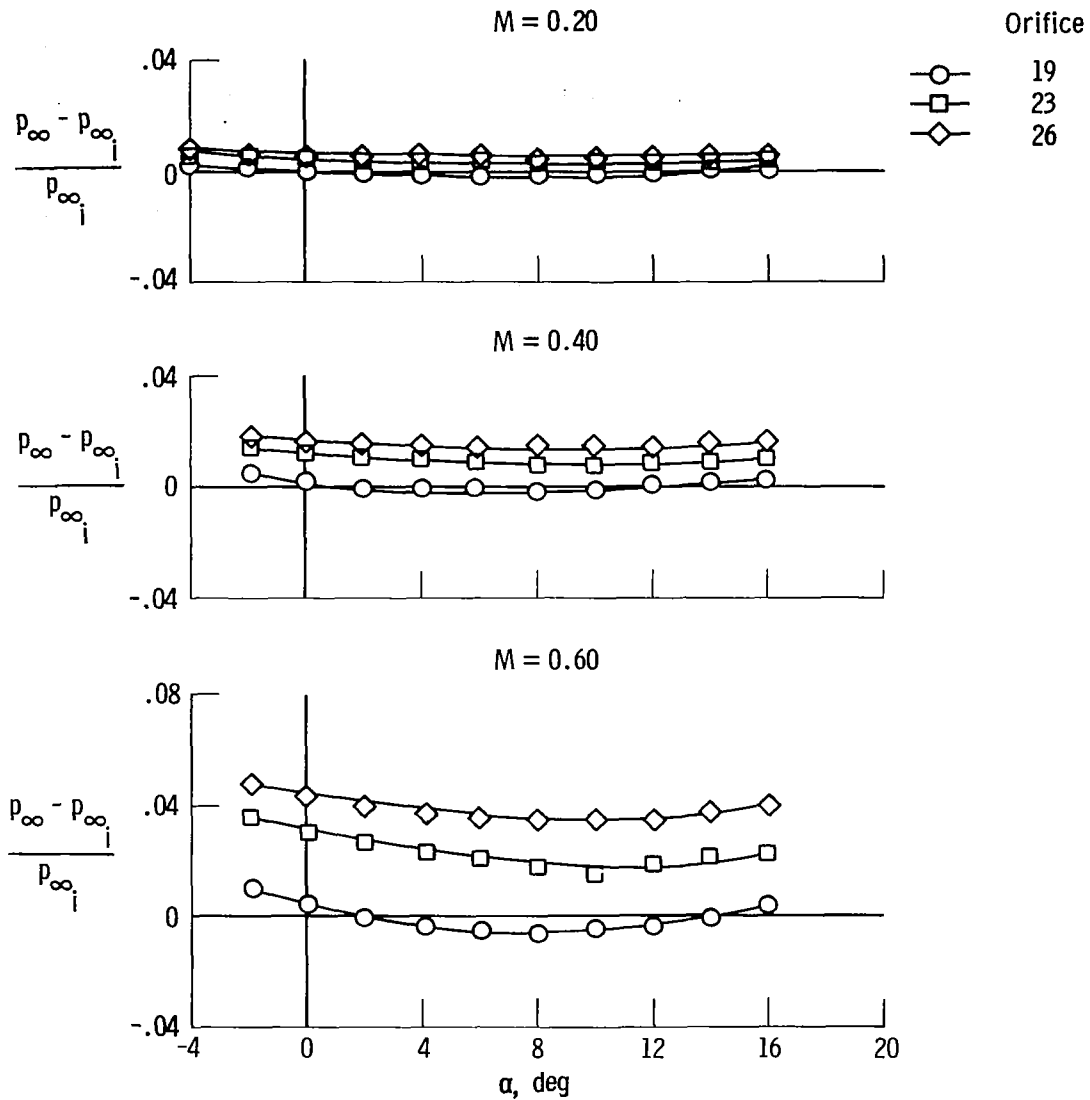 M = 0.20
Orifice
19
23
26
.04
0
-.04
p∞ - p∞i
p∞i
M = 0.40
.04
0
-.04
p∞ - p∞i
p∞i
M = 0.60
.08
.04
0
-.04
p∞ - p∞i
p∞i
-4 0 4 8 12 16 20
α, deg